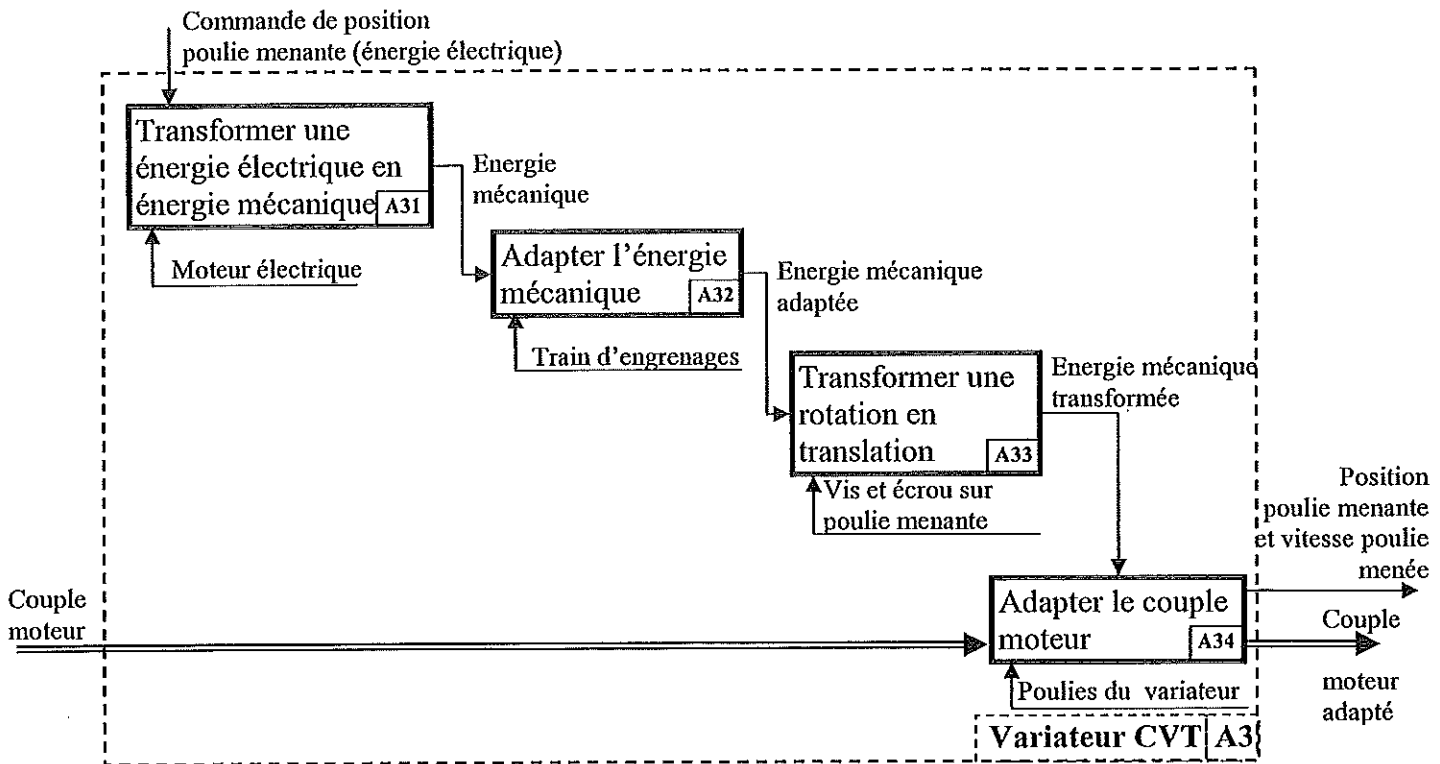 Commande de position
poulie menante (énergie électrique)
Transformer une
énergie électrique en
énergie mécanique A31
Energie
mécanique
Moteur électrique
Adapter l'énergie
mécanique A32
Energie mécanique
adaptée
Train d'engrenages
Transformer une
rotation en
translation A33
Energie mécanique
transformée
Vis et écrou sur
poulie menante
Position
poulie menante
et vitesse poulie
menée
Couple
moteur
Adapter le couple
moteur A34
Couple
moteur
adapté
Poulies du variateur
Variateur CVT A3